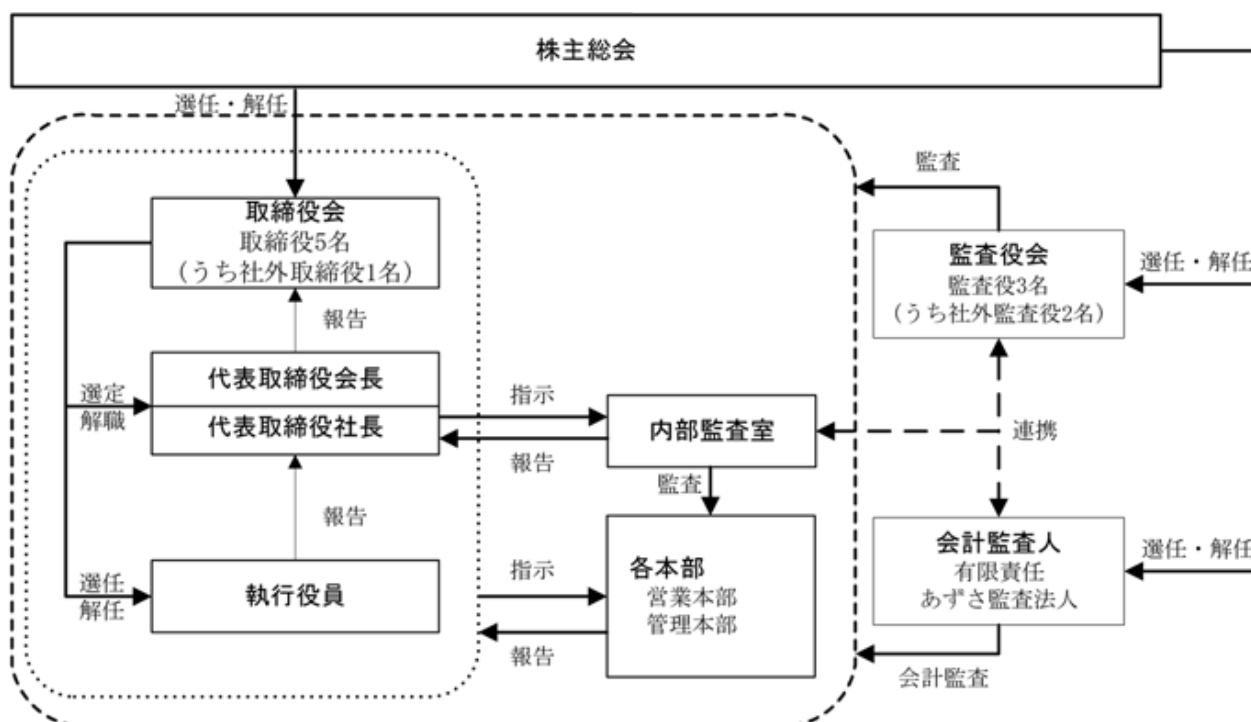 株主総会
選任・解任
取締役会
取締役5名
（うち社外取締役1名）
報告
代表取締役会長
代表取締役社長
選定
解職
報告
選任
解任
執行役員
指示
報告
内部監査室
監査
指示
報告
各本部
営業本部
管理本部
監査
監査役会
監査役3名
（うち社外監査役2名）
選任・解任
連携
会計監査人
有限責任
あずさ監査法人
選任・解任
会計監査